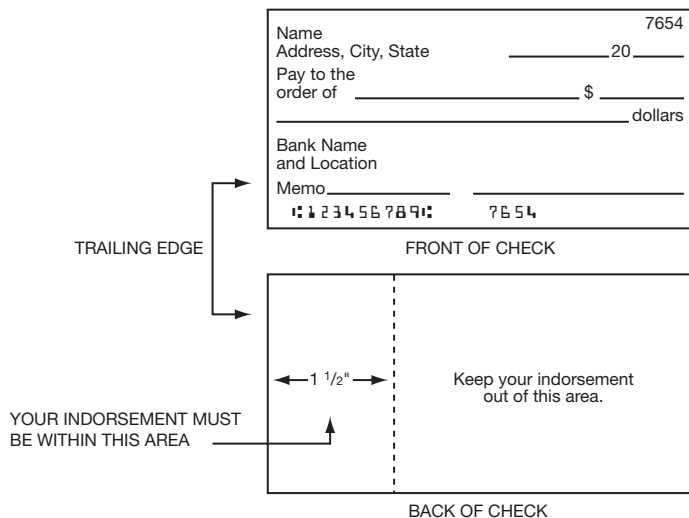 7654
Name
Address, City, State 20
Pay to the
order of $
dollars
Bank Name
and Location
Memo
⑆123456789⑆ 7654
TRAILING EDGE
FRONT OF CHECK
1 1/2"
Keep your indorsement
out of this area.
YOUR INDORSEMENT MUST
BE WITHIN THIS AREA
BACK OF CHECK